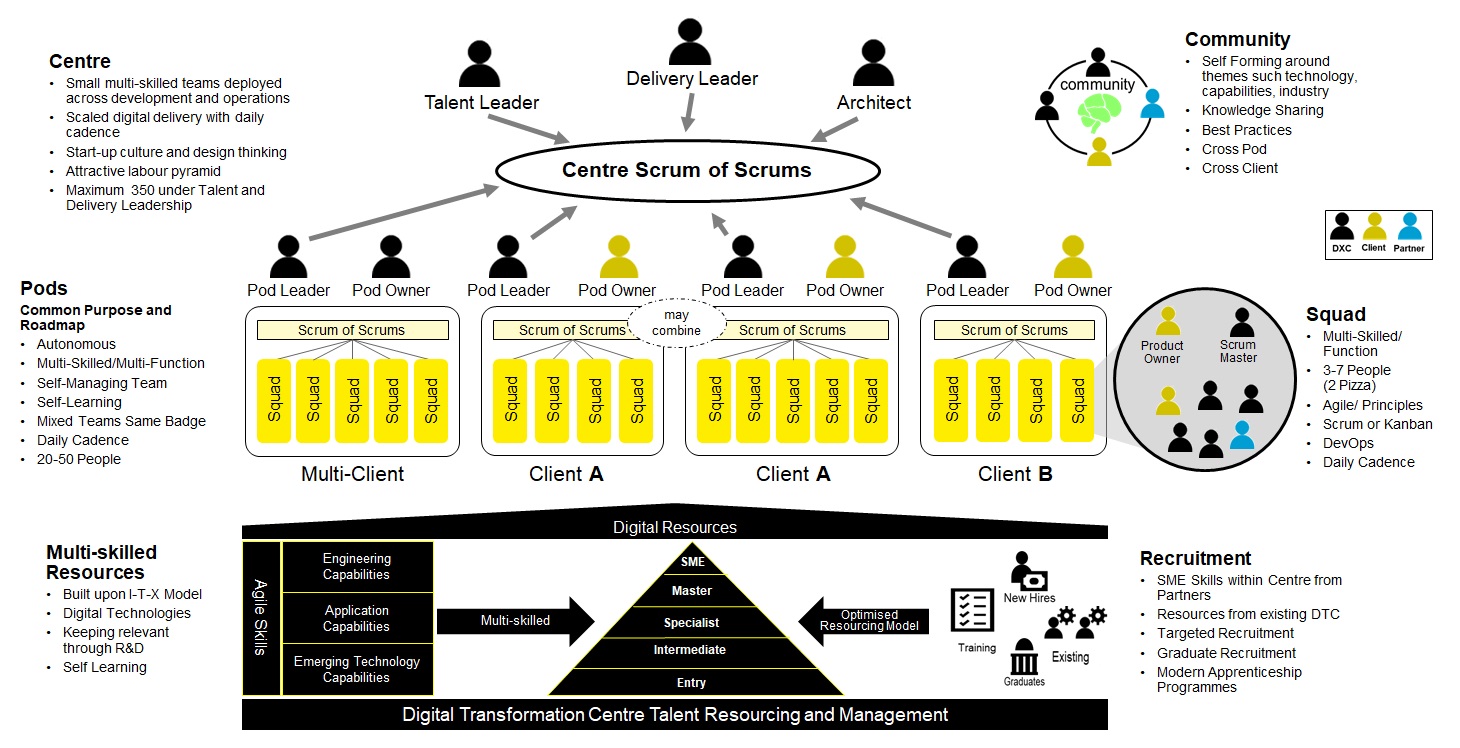 Centre
• Small multi-skilled teams deployed
across development and operations
• Scaled digital delivery with daily
cadence
• Start-up culture and design thinking
• Attractive labour pyramid
• Maximum 350 under Talent and
Delivery Leadership
Talent Leader
Delivery Leader
Architect
Centre Scrum of Scrums
community
Community
• Self Forming around
themes such technology,
capabilities, industry
• Knowledge Sharing
• Best Practices
• Cross Pod
• Cross Client
DXC Client Partner
Pods
Common Purpose and
Roadmap
• Autonomous
• Multi-Skilled/Multi-Function
• Self-Managing Team
• Self-Learning
• Mixed Teams Same Badge
• Daily Cadence
• 20-50 People
Pod Leader Pod Owner
Scrum of Scrums
Squad Squad Squad Squad Squad
Multi-Client
Pod Leader Pod Owner
Scrum of Scrums
Squad Squad Squad Squad
Client A
may
combine
Pod Leader Pod Owner
Scrum of Scrums
Squad Squad Squad Squad Squad
Client A
Pod Leader Pod Owner
Scrum of Scrums
Squad Squad Squad Squad
Client B
Product
Owner
Scrum
Master
Squad
• Multi-Skilled/
Function
• 3-7 People
(2 Pizza)
• Agile/ Principles
• Scrum or Kanban
• DevOps
• Daily Cadence
Multi-skilled
Resources
• Built upon I-T-X Model
• Digital Technologies
• Keeping relevant
through R&D
• Self Learning
Digital Resources
Agile Skills
Engineering
Capabilities
Application
Capabilities
Emerging Technology
Capabilities
Multi-skilled
SME
Master
Specialist
Intermediate
Entry
Optimised
Resourcing Model
New Hires
Training
Existing
Graduates
Digital Transformation Centre Talent Resourcing and Management
Recruitment
• SME Skills within Centre from
Partners
• Resources from existing DTC
• Targeted Recruitment
• Graduate Recruitment
• Modern Apprenticeship
Programmes